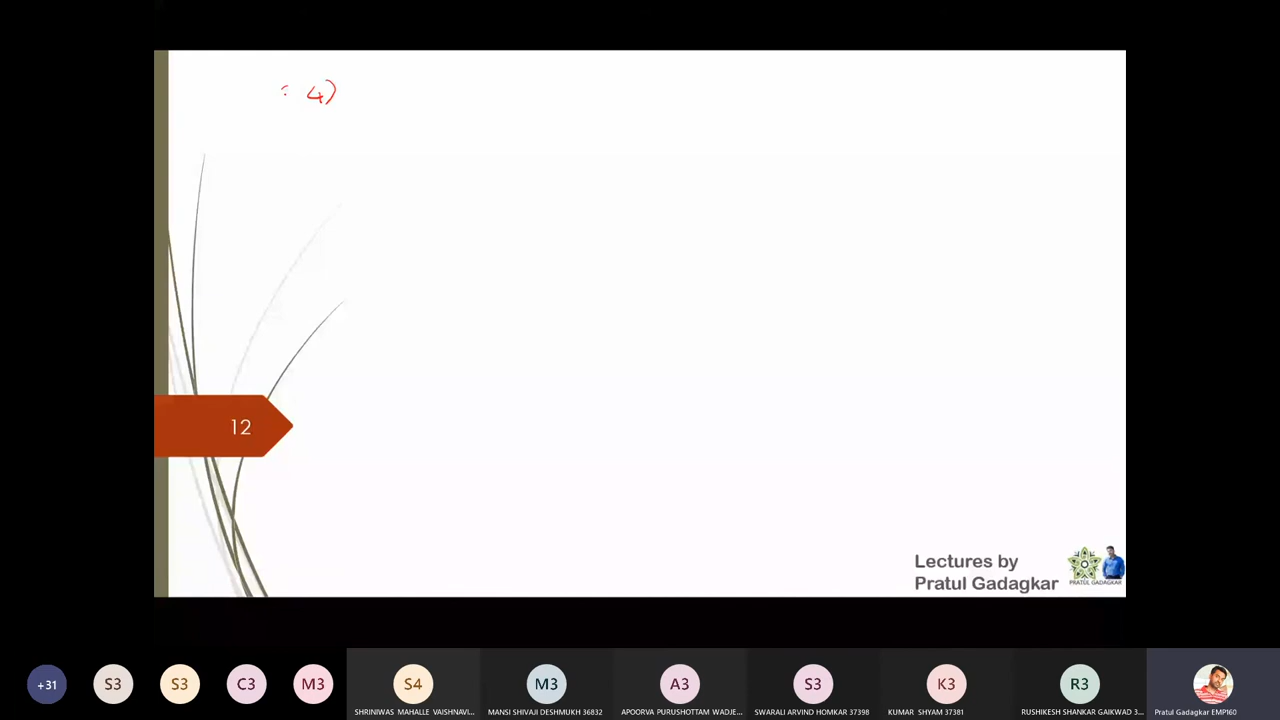 : 4)
12
Lectures by
Pratul Gadagkar
PRATUL GADAGKAR
+31
S3
S3
C3
M3
S4
M3
A3
S3
K3
R3
SHRINIWAS MAHALLE VAISHNAVI...
MANSI SHIVAJI DESHMUKH 36832
APOORVA PURUSHOTTAM WADJE...
SWARALI ARVIND HOMKAR 37398
KUMAR SHYAM 37381
RUSHIKESH SHANKAR GAIKWAD 3...
Pratul Gadagkar EMP160